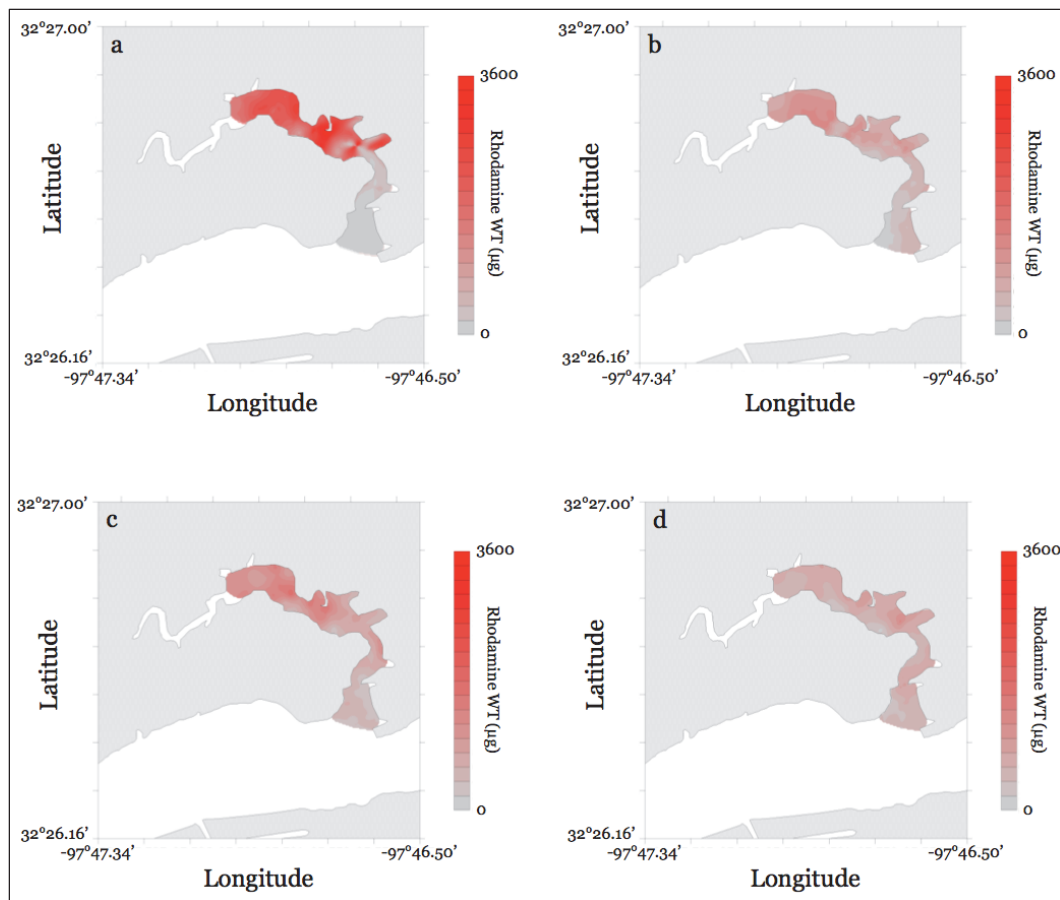 a
32°27.00'
3600
Latitude
Rhodamine WT (µg)
0
32°26.16'
-97°47.34'
-97°46.50'
Longitude
b
32°27.00'
3600
Latitude
Rhodamine WT (µg)
0
32°26.16'
-97°47.34'
-97°46.50'
Longitude
c
32°27.00'
3600
Latitude
Rhodamine WT (µg)
0
32°26.16'
-97°47.34'
-97°46.50'
Longitude
d
32°27.00'
3600
Latitude
Rhodamine WT (µg)
0
32°26.16'
-97°47.34'
-97°46.50'
Longitude